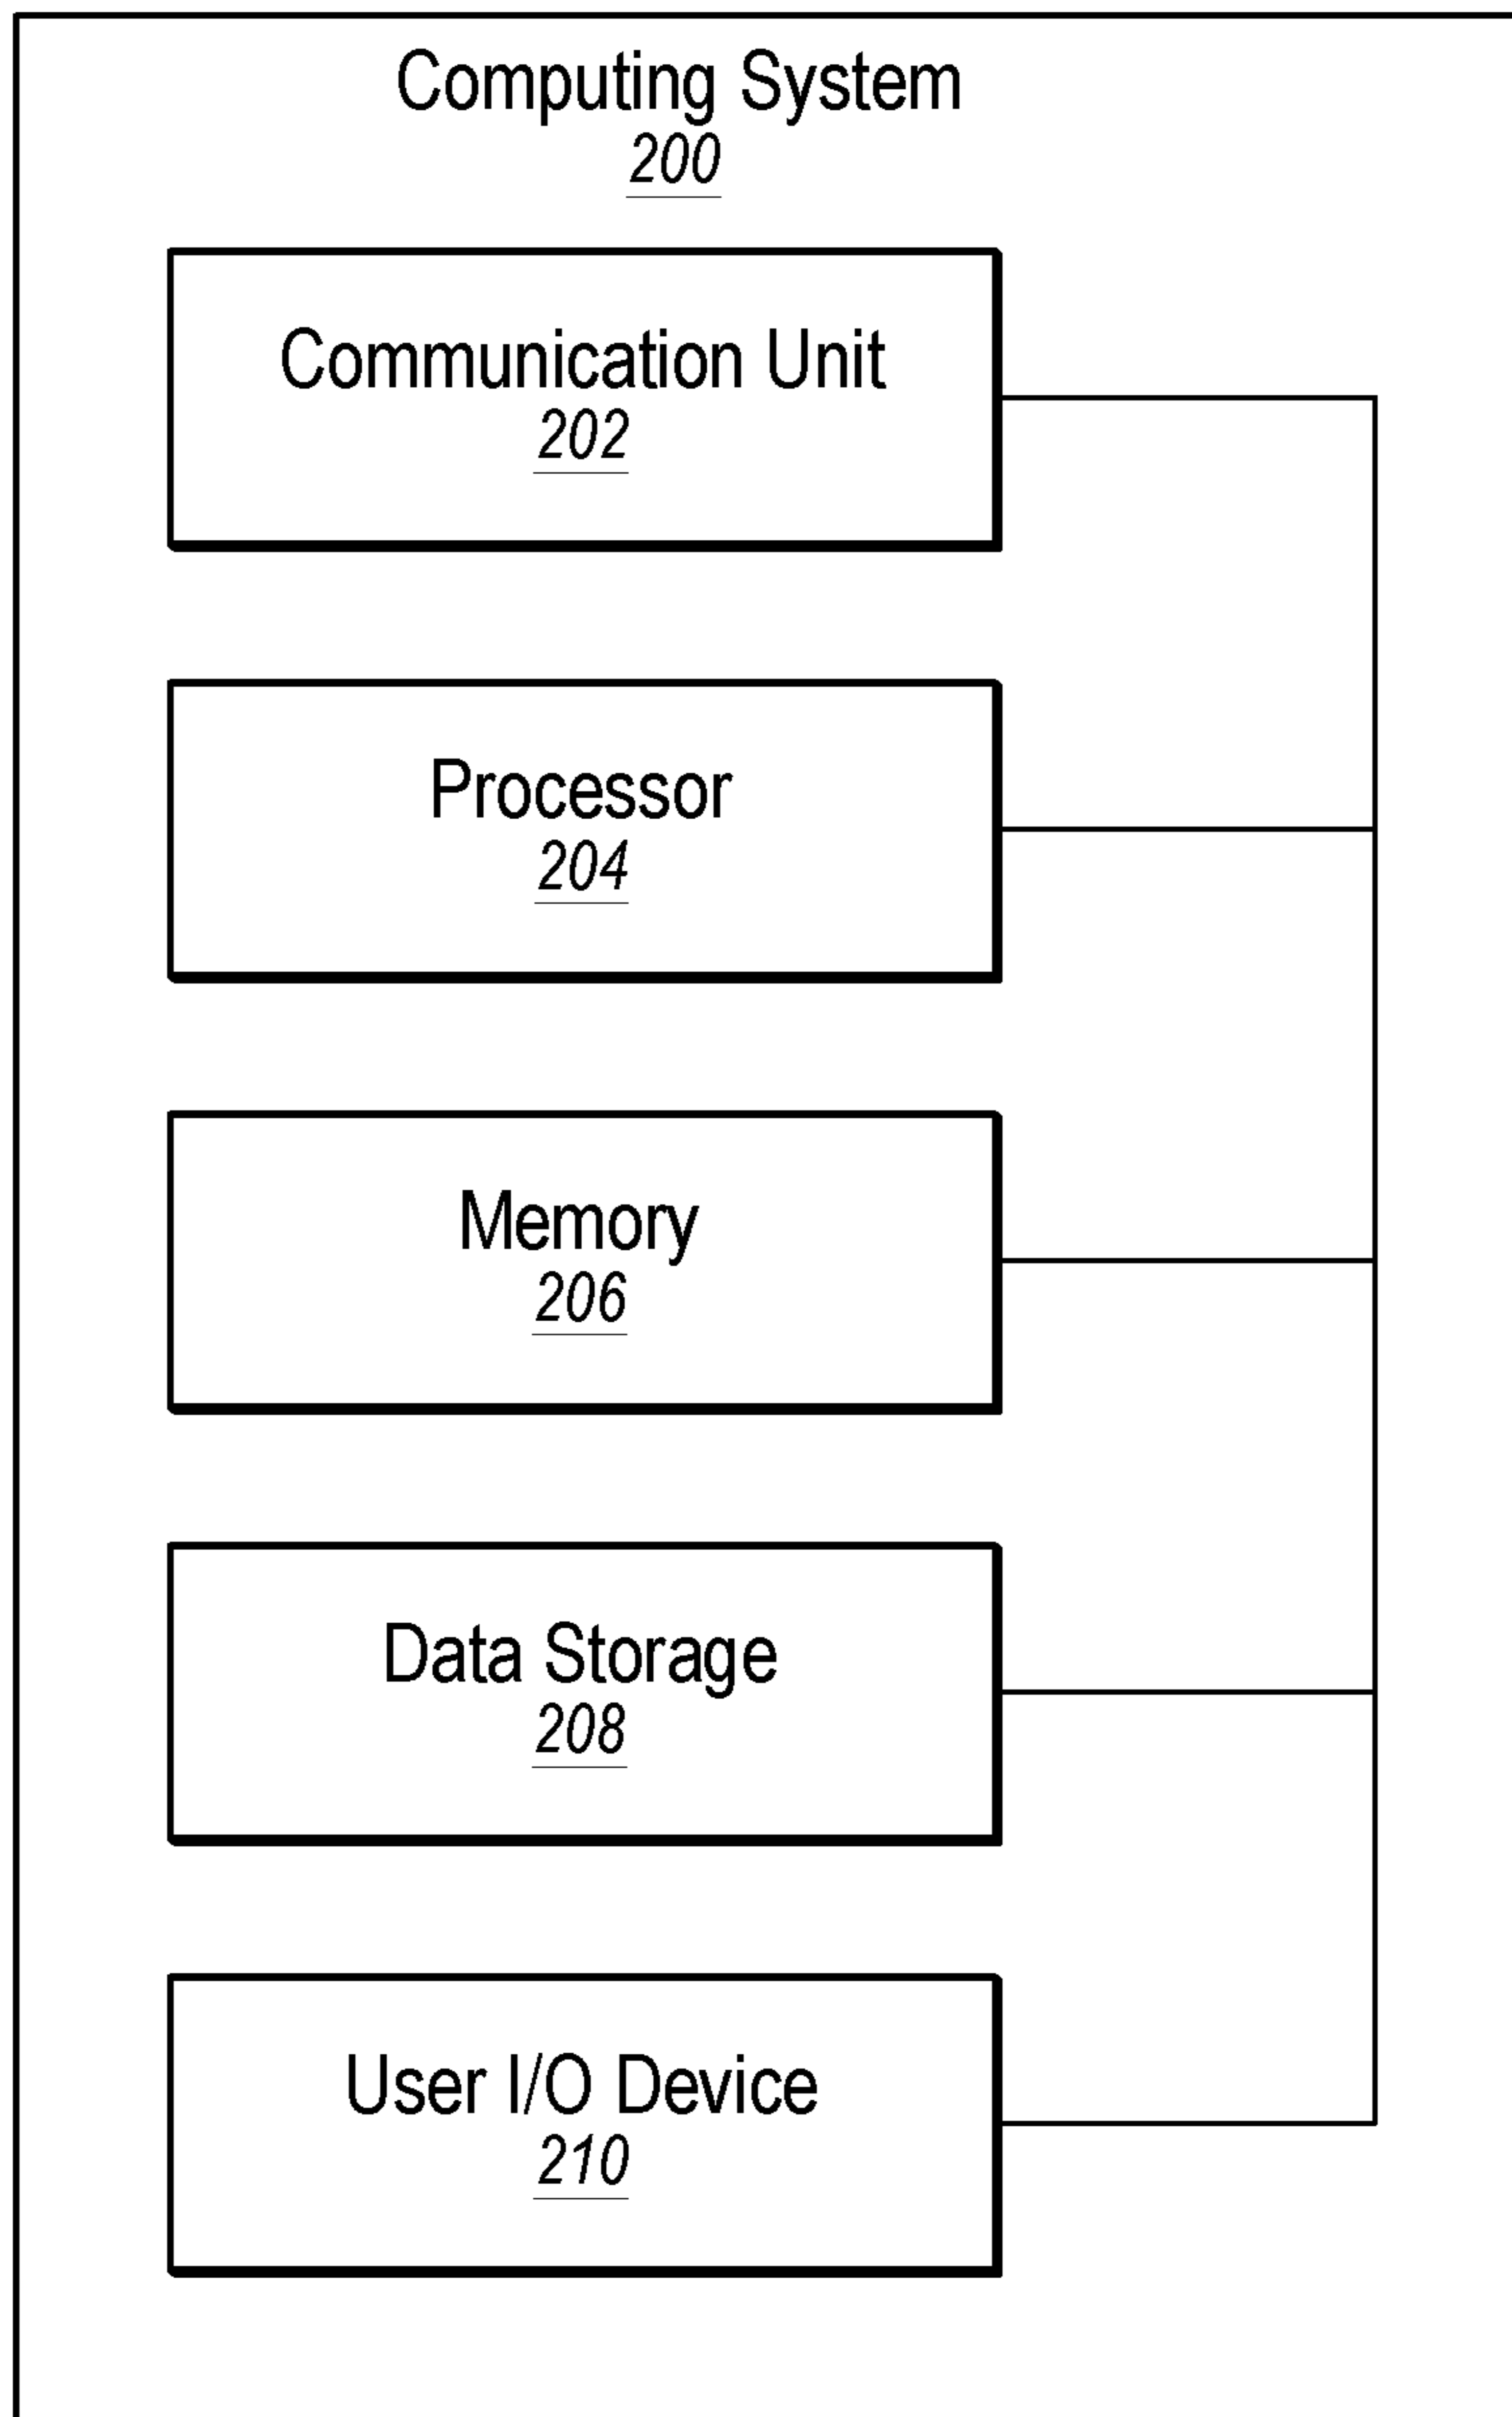 Computing System
200
Communication Unit
202
Processor
204
Memory
206
Data Storage
208
User I/O Device
210